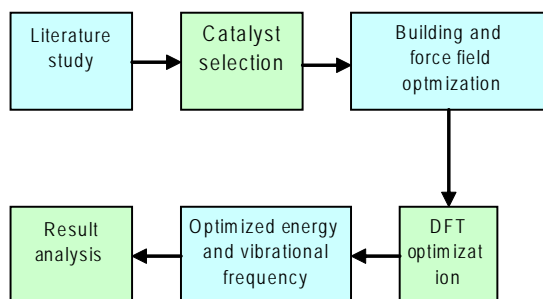 Literature
study
Catalyst
selection
Building and
force field
optmization
DFT
optimizat
ion
Optimized energy
and vibrational
frequency
Result
analysis